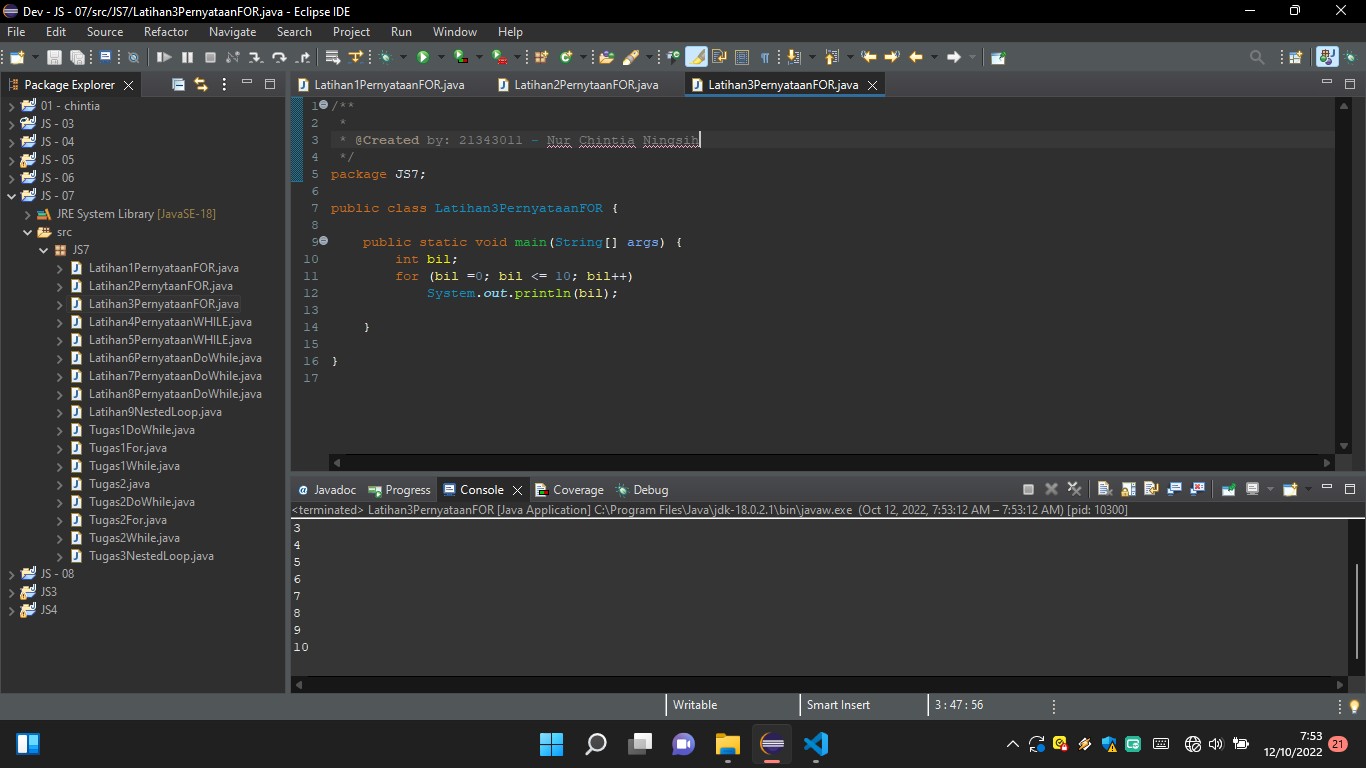 Dev - JS - 07/src/JS7/Latihan3PernyataanFOR.java - Eclipse IDE
File Edit Source Refactor Navigate Search Project Run Window Help
Package Explorer
01 - chintia
JS - 03
JS - 04
JS - 05
JS - 06
JS - 07
JRE System Library [JavaSE-18]
src
JS7
Latihan1PernyataanFOR.java
Latihan2PernytaanFOR.java
Latihan3PernyataanFOR.java
Latihan4PernyataanWHILE.java
Latihan5PernyataanWHILE.java
Latihan6PernyataanDoWhile.java
Latihan7PernyataanDoWhile.java
Latihan8PernyataanDoWhile.java
Latihan9NestedLoop.java
Tugas1DoWhile.java
Tugas1For.java
Tugas1While.java
Tugas2.java
Tugas2DoWhile.java
Tugas2For.java
Tugas2While.java
Tugas3NestedLoop.java
JS - 08
JS3
JS4
Latihan1PernyataanFOR.java Latihan2PernytaanFOR.java Latihan3PernyataanFOR.java
1 /**
2 *
3 * @Created by: 21343011 - Nur Chintia Ningsih
4 */
5 package JS7;
6
7 public class Latihan3PernyataanFOR {
8
9 public static void main(String[] args) {
10 int bil;
11 for (bil =0; bil <= 10; bil++)
12 System.out.println(bil);
13
14 }
15
16 }
17
Javadoc Progress Console Coverage Debug
<terminated> Latihan3PernyataanFOR [Java Application] C:\Program Files\Java\jdk-18.0.2.1\bin\javaw.exe (Oct 12, 2022, 7:53:12 AM – 7:53:12 AM) [pid: 10300]
3
4
5
6
7
8
9
10
Writable Smart Insert 3 : 47 : 56
7:53
12/10/2022
21